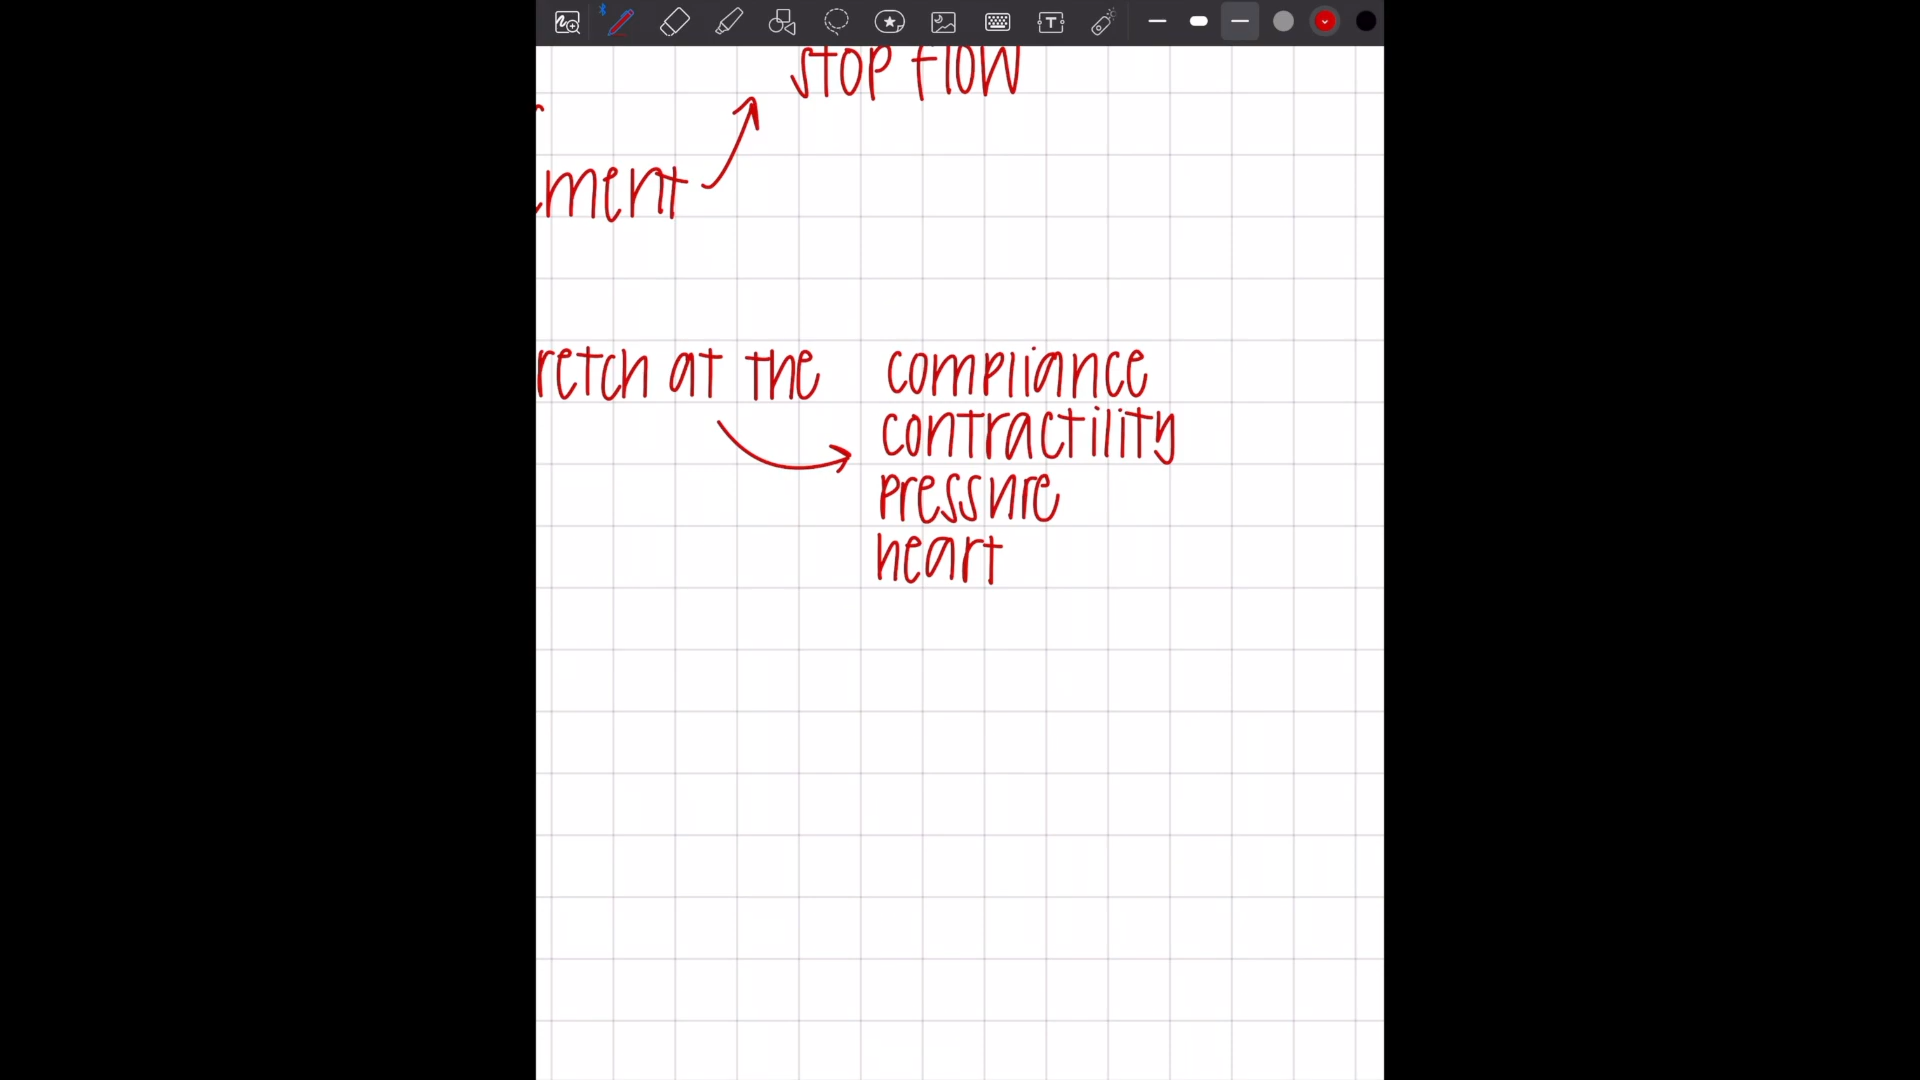 stop flow
ment
retch at the
compliance
contractility
pressure
heart